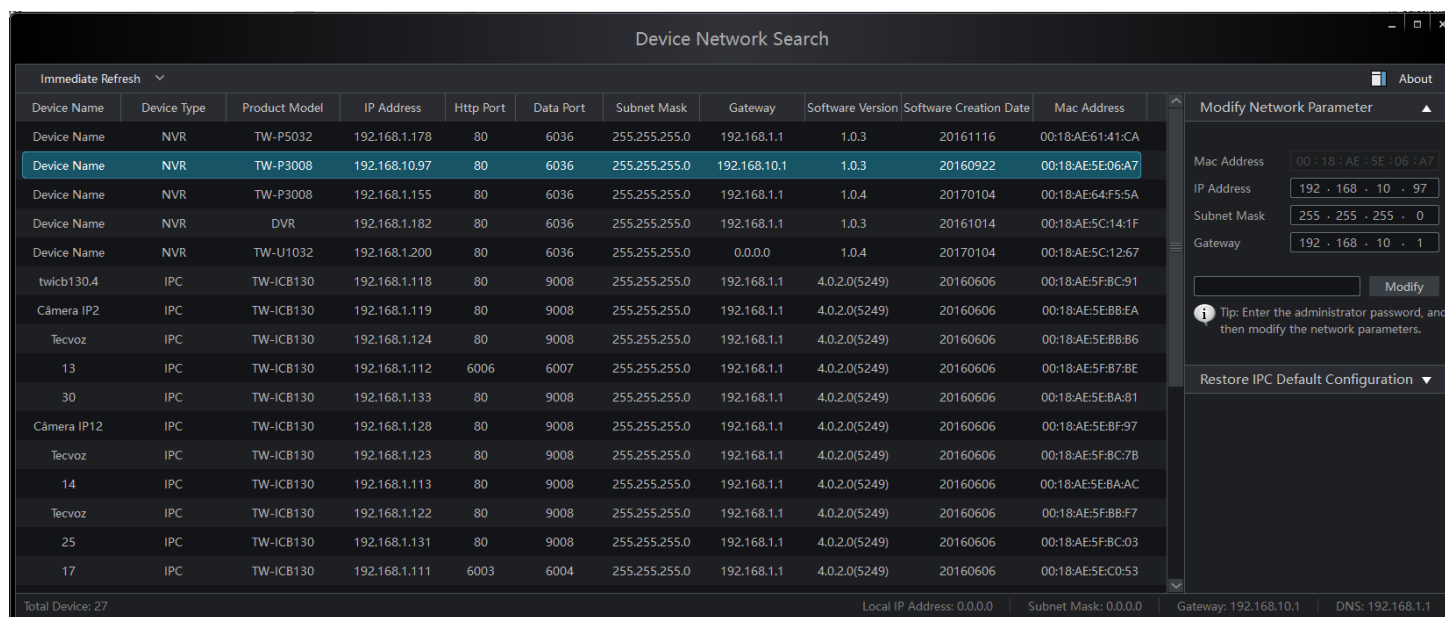 Device Network Search
Immediate Refresh About
Device Name Device Type Product Model IP Address Http Port Data Port Subnet Mask Gateway Software Version Software Creation Date Mac Address
Device Name NVR TW-P5032 192.168.1.178 80 6036 255.255.255.0 192.168.1.1 1.0.3 20161116 00:18:AE:61:41:CA
Device Name NVR TW-P3008 192.168.10.97 80 6036 255.255.255.0 192.168.10.1 1.0.3 20160922 00:18:AE:5E:06:A7
Device Name NVR TW-P3008 192.168.1.155 80 6036 255.255.255.0 192.168.1.1 1.0.4 20170104 00:18:AE:64:F5:5A
Device Name NVR DVR 192.168.1.182 80 6036 255.255.255.0 192.168.1.1 1.0.3 20161014 00:18:AE:5C:14:1F
Device Name NVR TW-U1032 192.168.1.200 80 6036 255.255.255.0 0.0.0.0 1.0.4 20170104 00:18:AE:5C:12:67
twicb130.4 IPC TW-ICB130 192.168.1.118 80 9008 255.255.255.0 192.168.1.1 4.0.2.0(5249) 20160606 00:18:AE:5F:BC:91
Câmera IP2 IPC TW-ICB130 192.168.1.119 80 9008 255.255.255.0 192.168.1.1 4.0.2.0(5249) 20160606 00:18:AE:5E:BB:EA
Tecvoz IPC TW-ICB130 192.168.1.124 80 9008 255.255.255.0 192.168.1.1 4.0.2.0(5249) 20160606 00:18:AE:5E:BB:B6
13 IPC TW-ICB130 192.168.1.112 6006 6007 255.255.255.0 192.168.1.1 4.0.2.0(5249) 20160606 00:18:AE:5F:B7:BE
30 IPC TW-ICB130 192.168.1.133 80 9008 255.255.255.0 192.168.1.1 4.0.2.0(5249) 20160606 00:18:AE:5E:BA:81
Câmera IP12 IPC TW-ICB130 192.168.1.128 80 9008 255.255.255.0 192.168.1.1 4.0.2.0(5249) 20160606 00:18:AE:5E:BF:97
Tecvoz IPC TW-ICB130 192.168.1.123 80 9008 255.255.255.0 192.168.1.1 4.0.2.0(5249) 20160606 00:18:AE:5F:BC:7B
14 IPC TW-ICB130 192.168.1.113 80 9008 255.255.255.0 192.168.1.1 4.0.2.0(5249) 20160606 00:18:AE:5E:BA:AC
Tecvoz IPC TW-ICB130 192.168.1.122 80 9008 255.255.255.0 192.168.1.1 4.0.2.0(5249) 20160606 00:18:AE:5F:BB:F7
25 IPC TW-ICB130 192.168.1.131 80 9008 255.255.255.0 192.168.1.1 4.0.2.0(5249) 20160606 00:18:AE:5F:BC:03
17 IPC TW-ICB130 192.168.1.111 6003 6004 255.255.255.0 192.168.1.1 4.0.2.0(5249) 20160606 00:18:AE:5E:C0:53
Modify Network Parameter
Mac Address 00 : 18 : AE : 5E : 06 : A7
IP Address 192 . 168 . 10 . 97
Subnet Mask 255 . 255 . 255 . 0
Gateway 192 . 168 . 10 . 1
Modify
Tip: Enter the administrator password, and
then modify the network parameters.
Restore IPC Default Configuration
Total Device: 27 Local IP Address: 0.0.0.0 Subnet Mask: 0.0.0.0 Gateway: 192.168.10.1 DNS: 192.168.1.1